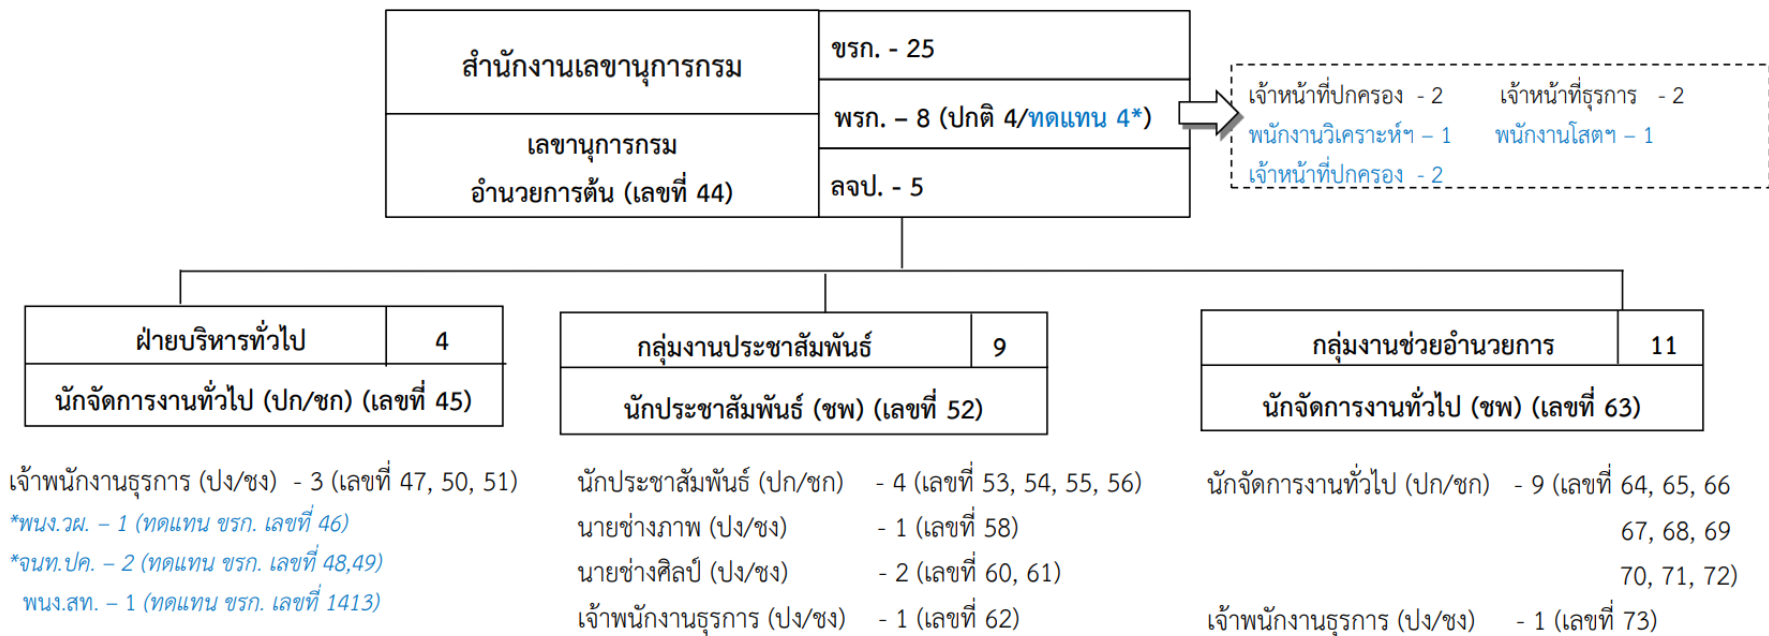 สำนักงานเลขานุการกรม
เลขานุการกรม
อำนวยการต้น (เลขที่ 44)
ขรก. - 25
พรก. – 8 (ปกติ 4/ทดแทน 4*)
ลจป. - 5
เจ้าหน้าที่ปกครอง - 2 เจ้าหน้าที่ธุรการ - 2
พนักงานวิเคราะห์ฯ – 1 พนักงานโสตฯ – 1
เจ้าหน้าที่ปกครอง - 2
ฝ่ายบริหารทั่วไป 4
นักจัดการงานทั่วไป (ปก/ชก) (เลขที่ 45)
เจ้าพนักงานธุรการ (ปง/ชง) - 3 (เลขที่ 47, 50, 51)
*พนง.วผ. – 1 (ทดแทน ขรก. เลขที่ 46)
*จนท.ปค. – 2 (ทดแทน ขรก. เลขที่ 48,49)
พนง.สท. – 1 (ทดแทน ขรก. เลขที่ 1413)
กลุ่มงานประชาสัมพันธ์ 9
นักประชาสัมพันธ์ (ชพ) (เลขที่ 52)
นักประชาสัมพันธ์ (ปก/ชก) - 4 (เลขที่ 53, 54, 55, 56)
นายช่างภาพ (ปง/ชง) - 1 (เลขที่ 58)
นายช่างศิลป์ (ปง/ชง) - 2 (เลขที่ 60, 61)
เจ้าพนักงานธุรการ (ปง/ชง) - 1 (เลขที่ 62)
กลุ่มงานช่วยอำนวยการ 11
นักจัดการงานทั่วไป (ชพ) (เลขที่ 63)
นักจัดการงานทั่วไป (ปก/ชก) - 9 (เลขที่ 64, 65, 66
67, 68, 69
70, 71, 72)
เจ้าพนักงานธุรการ (ปง/ชง) - 1 (เลขที่ 73)